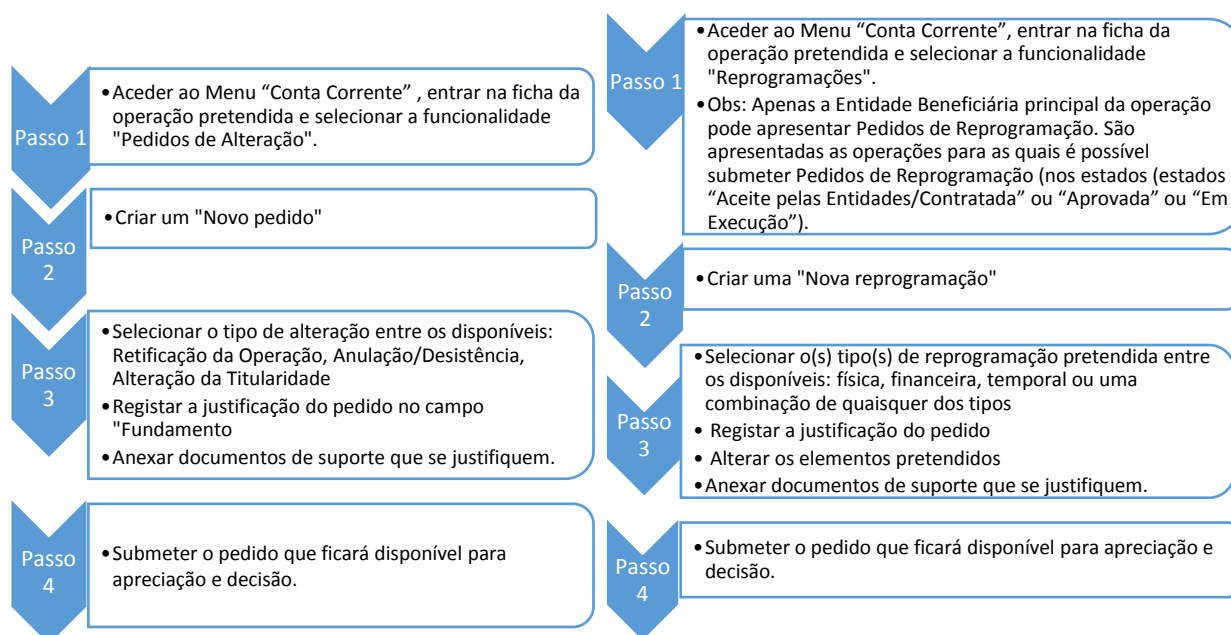 Passo 1
•Aceder ao Menu “Conta Corrente” , entrar na ficha da
operação pretendida e selecionar a funcionalidade
"Pedidos de Alteração".
Passo
2
•Criar um "Novo pedido"
Passo
3
•Selecionar o tipo de alteração entre os disponíveis:
Retificação da Operação, Anulação/Desistência,
Alteração da Titularidade
•Registar a justificação do pedido no campo
"Fundamento
•Anexar documentos de suporte que se justifiquem.
Passo
4
•Submeter o pedido que ficará disponível para
apreciação e decisão.
Passo 1
•Aceder ao Menu “Conta Corrente”, entrar na ficha da
operação pretendida e selecionar a funcionalidade
"Reprogramações".
•Obs: Apenas a Entidade Beneficiária principal da operação
pode apresentar Pedidos de Reprogramação. São
apresentadas as operações para as quais é possível
submeter Pedidos de Reprogramação (nos estados (estados
“Aceite pelas Entidades/Contratada” ou “Aprovada” ou “Em
Execução”).
Passo
2
•Criar uma "Nova reprogramação"
Passo
3
•Selecionar o(s) tipo(s) de reprogramação pretendida entre
os disponíveis: física, financeira, temporal ou uma
combinação de quaisquer dos tipos
• Registar a justificação do pedido
• Alterar os elementos pretendidos
•Anexar documentos de suporte que se justifiquem.
Passo
4
•Submeter o pedido que ficará disponível para apreciação e
decisão.